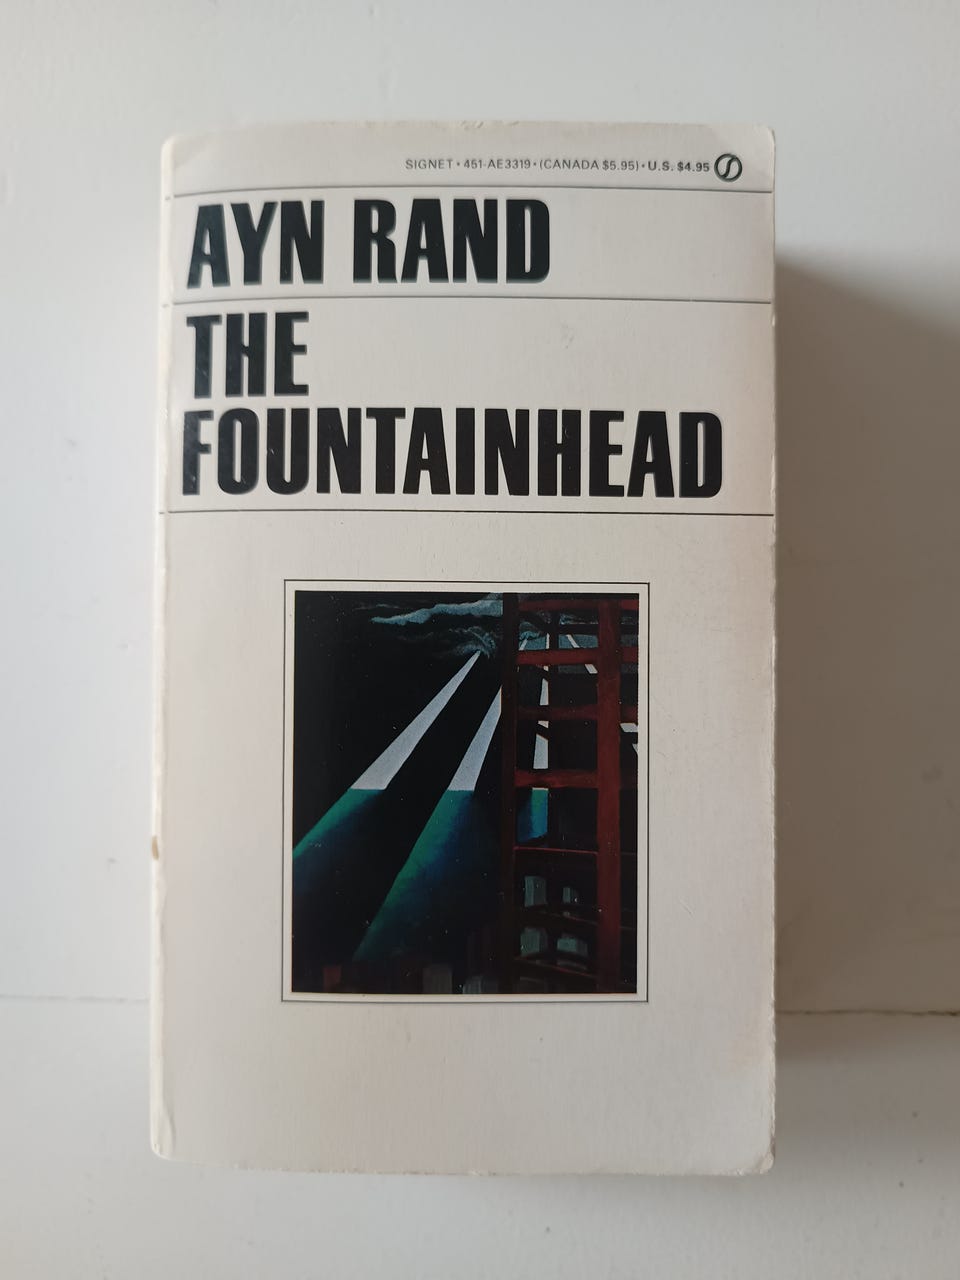 SIGNET • 451-AE3319 • (CANADA $5.95) • U.S. $4.95
AYN RAND
THE
FOUNTAINHEAD